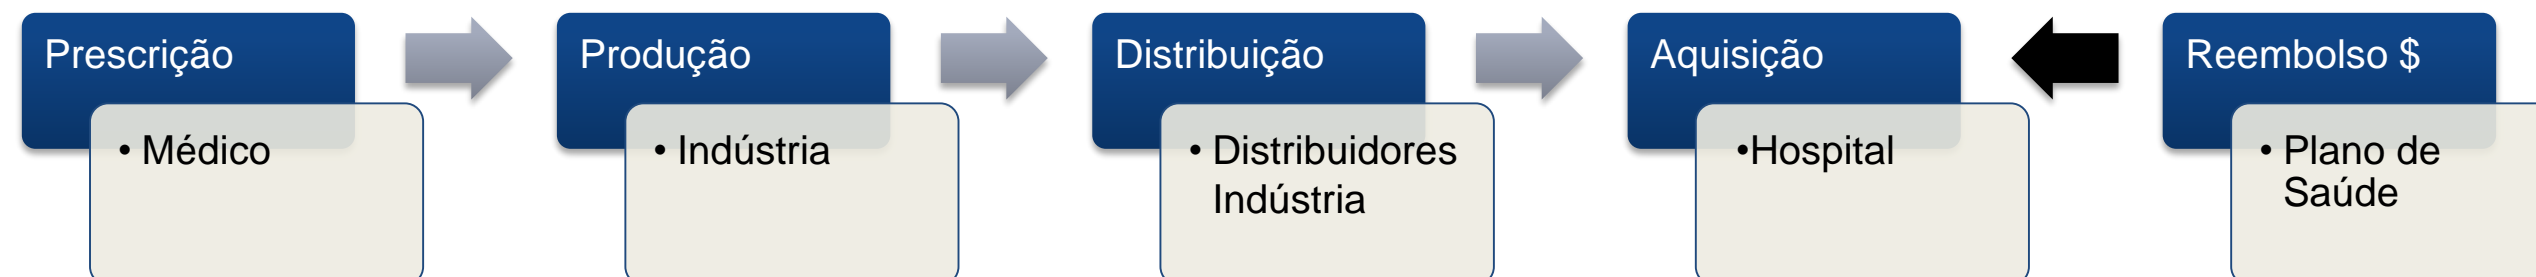 Prescrição
• Médico
Produção
• Indústria
Distribuição
• Distribuidores
Indústria
Aquisição
•Hospital
Reembolso $
• Plano de
Saúde